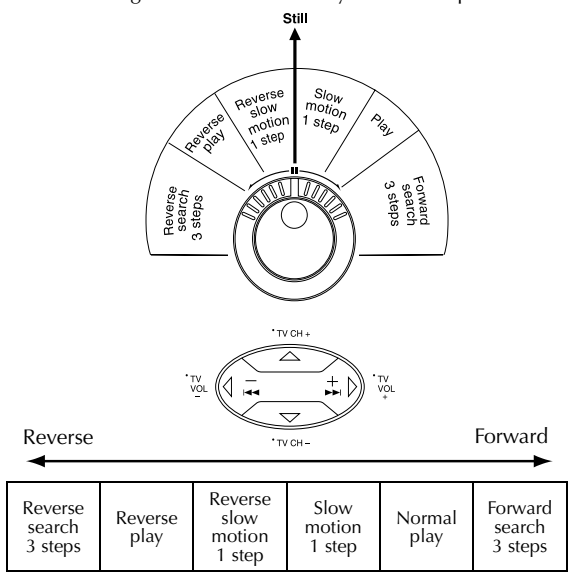 Still
Reverse
search
3 steps
Reverse
play
Reverse
slow
motion
1 step
Slow
motion
1 step
Play
Forward
search
3 steps
*TV CH +
*TV
VOL
–
*TV
VOL
+
– +
*TV CH –
Reverse Forward
Reverse
search
3 steps
Reverse
play
Reverse
slow
motion
1 step
Slow
motion
1 step
Normal
play
Forward
search
3 steps